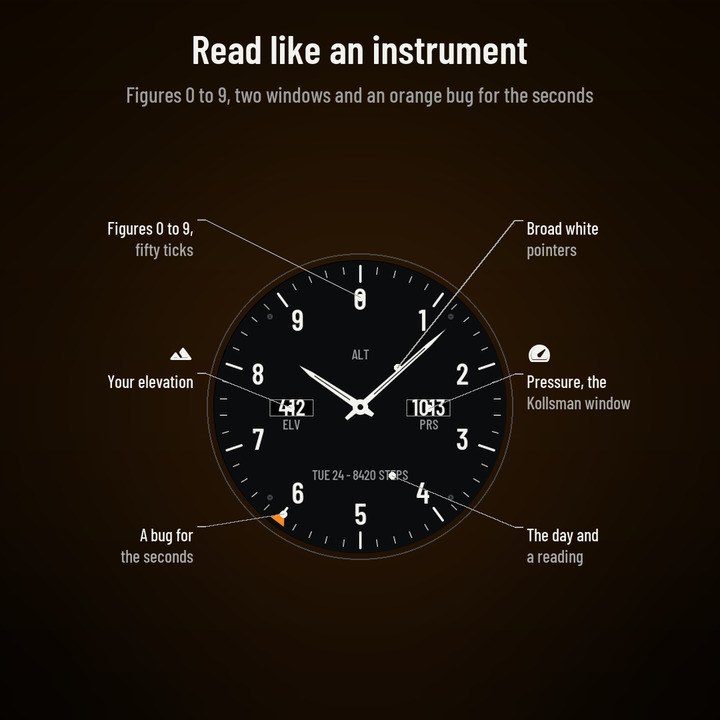 Read like an instrument
Figures 0 to 9, two windows and an orange bug for the seconds
Figures 0 to 9,
fifty ticks
Broad white
pointers
0
9
1
ALT
8
2
Your elevation
Pressure, the
Kollsman window
412
ELV
1013
PRS
7
3
TUE 24 - 8420 STEPS
6
4
5
A bug for
the seconds
The day and
a reading